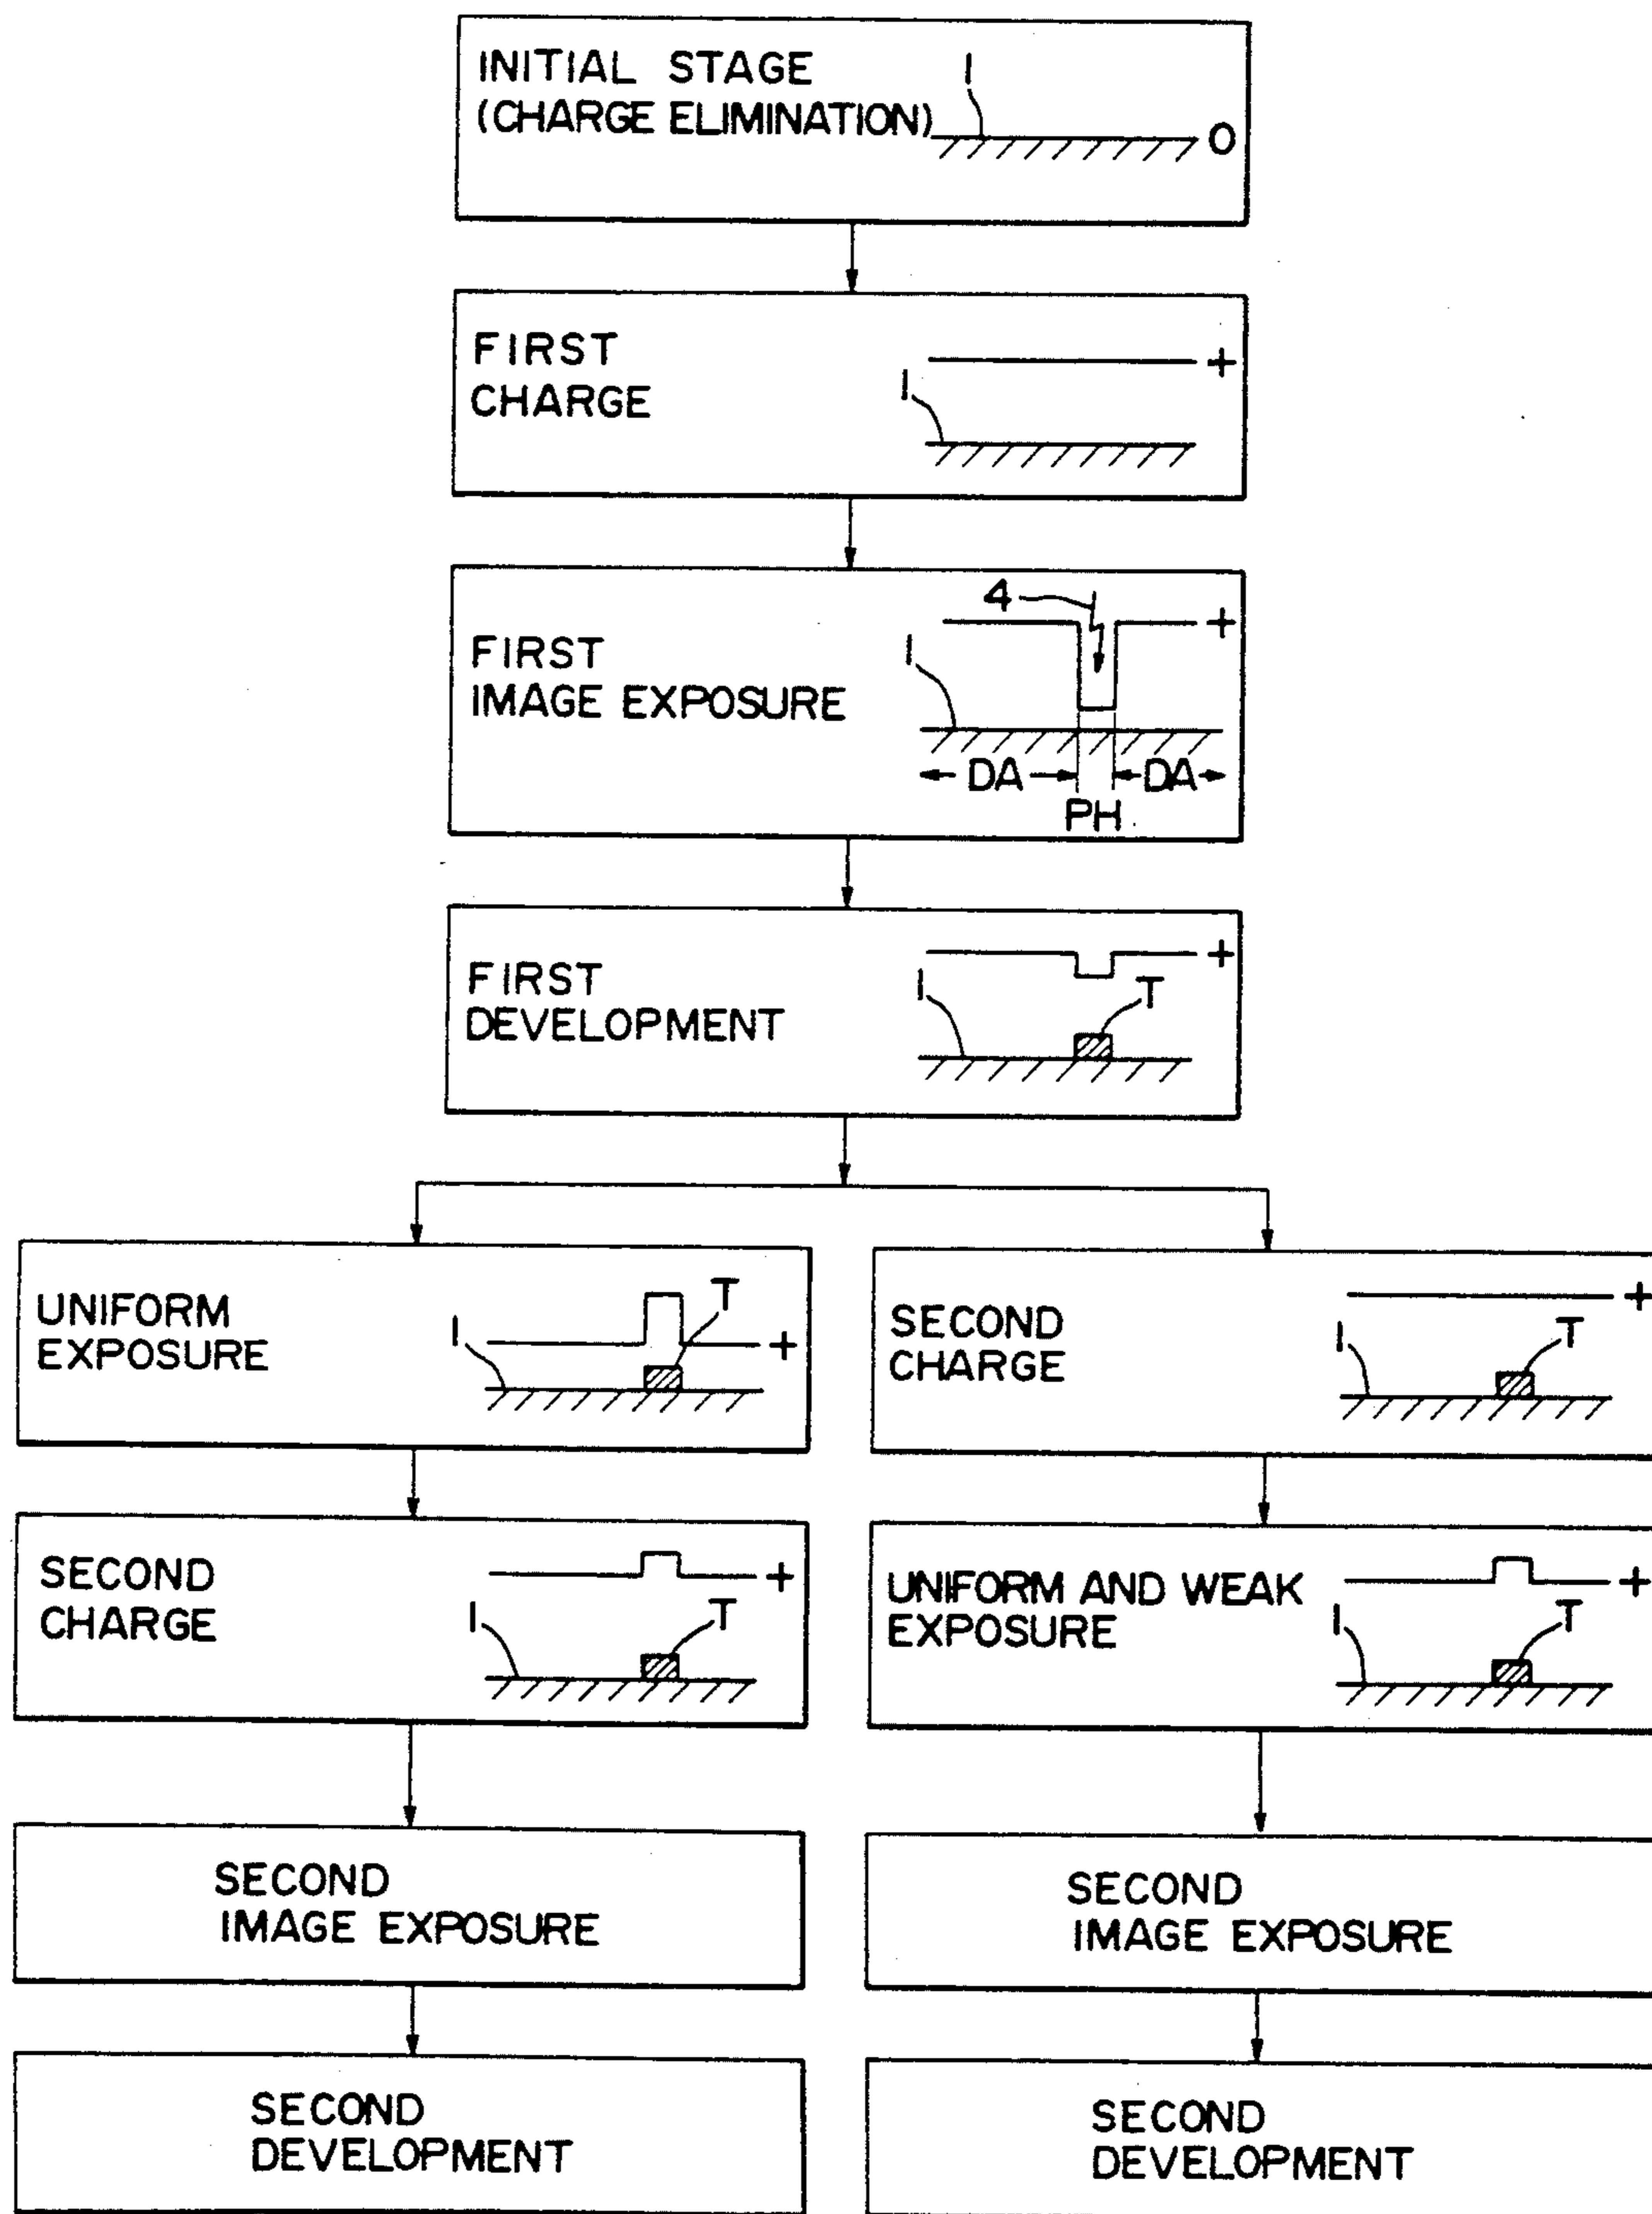 INITIAL STAGE
(CHARGE ELIMINATION)
1
0
FIRST
CHARGE
1
+
FIRST
IMAGE EXPOSURE
4
+
1
DA
DA
PH
FIRST
DEVELOPMENT
+
1
T
UNIFORM
EXPOSURE
T
1
+
SECOND
CHARGE
+
1
T
SECOND
CHARGE
+
1
T
UNIFORM AND WEAK
EXPOSURE
+
1
T
SECOND
IMAGE EXPOSURE
SECOND
IMAGE EXPOSURE
SECOND
DEVELOPMENT
SECOND
DEVELOPMENT